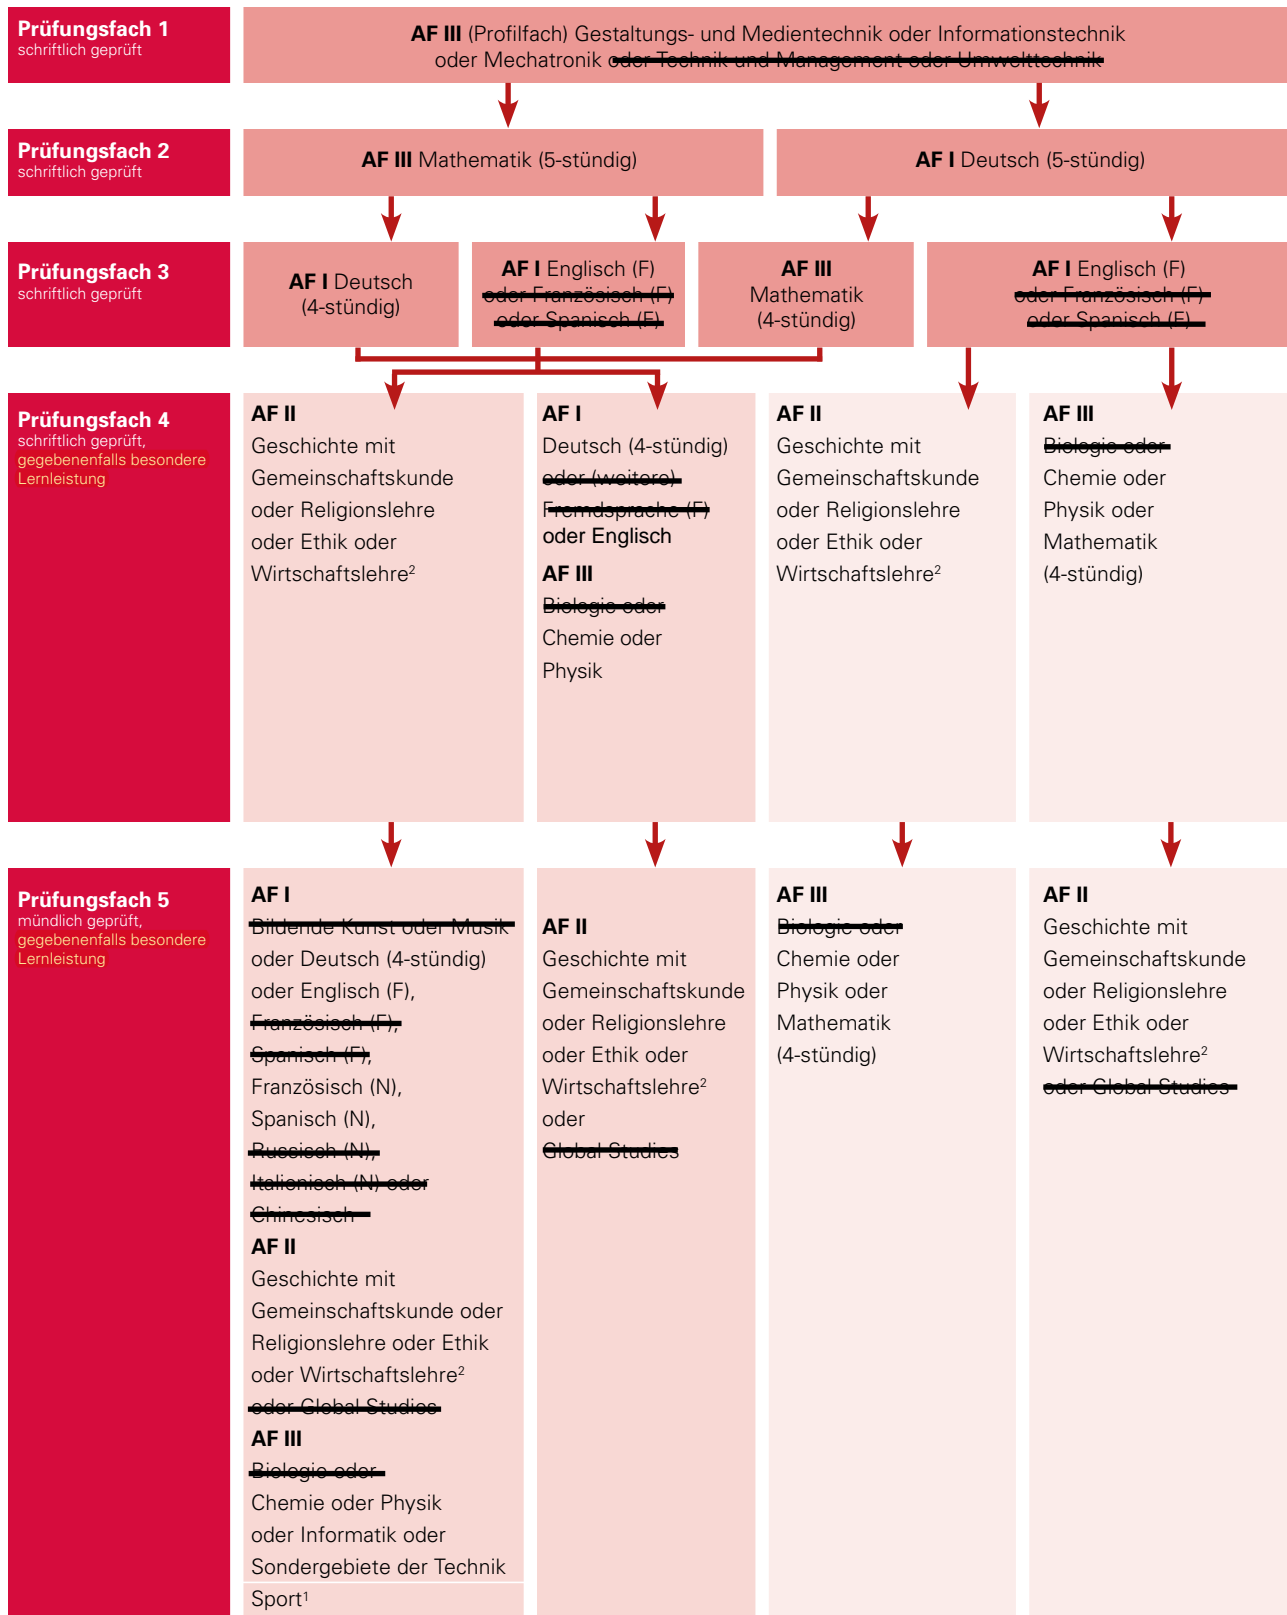 Prüfungsfach 1
schriftlich geprüft
AF III (Profilfach) Gestaltungs- und Medientechnik oder Informationstechnik
oder Mechatronik oder Technik und Management oder Umwelttechnik
Prüfungsfach 2
schriftlich geprüft
AF III Mathematik (5-stündig)
AF I Deutsch (5-stündig)
Prüfungsfach 3
schriftlich geprüft
AF I Deutsch
(4-stündig)
AF I Englisch (F)
oder Französisch (F)
oder Spanisch (F)
AF III
Mathematik
(4-stündig)
AF I Englisch (F)
oder Französisch (F)
oder Spanisch (F)
Prüfungsfach 4
schriftlich geprüft,
gegebenenfalls besondere
Lernleistung
AF II
Geschichte mit
Gemeinschaftskunde
oder Religionslehre
oder Ethik oder
Wirtschaftslehre²
AF I
Deutsch (4-stündig)
oder (weitere)
Fremdsprache (F)
oder Englisch
AF III
Biologie oder
Chemie oder
Physik
AF II
Geschichte mit
Gemeinschaftskunde
oder Religionslehre
oder Ethik oder
Wirtschaftslehre²
AF III
Biologie oder
Chemie oder
Physik oder
Mathematik
(4-stündig)
Prüfungsfach 5
mündlich geprüft,
gegebenenfalls besondere
Lernleistung
AF I
Bildende Kunst oder Musik
oder Deutsch (4-stündig)
oder Englisch (F),
Französisch (F),
Spanisch (F),
Französisch (N),
Spanisch (N),
Russisch (N),
Italienisch (N) oder
Chinesisch
AF II
Geschichte mit
Gemeinschaftskunde oder
Religionslehre oder Ethik
oder Wirtschaftslehre²
oder Global Studies
AF III
Biologie oder
Chemie oder Physik
oder Informatik oder
Sondergebiete der Technik
Sport¹
AF II
Geschichte mit
Gemeinschaftskunde
oder Religionslehre
oder Ethik oder
Wirtschaftslehre²
oder
Global Studies
AF III
Biologie oder
Chemie oder
Physik oder
Mathematik
(4-stündig)
AF II
Geschichte mit
Gemeinschaftskunde
oder Religionslehre
oder Ethik oder
Wirtschaftslehre²
oder Global Studies